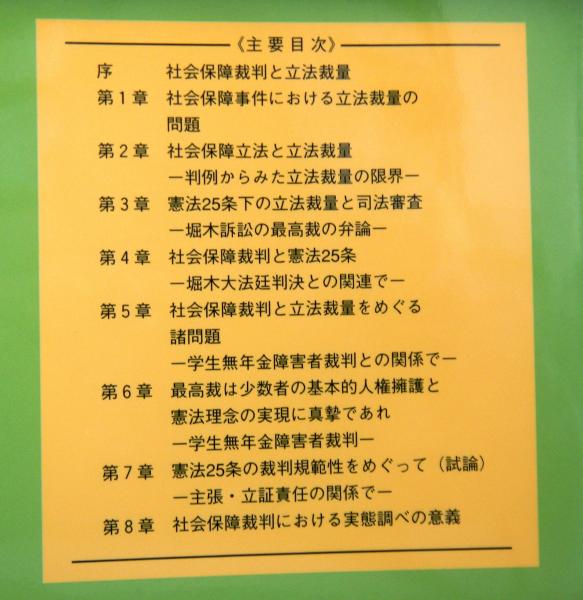 《主要目次》
序 社会保障裁判と立法裁量
第1章 社会保障事件における立法裁量の
問題
第2章 社会保障立法と立法裁量
―判例からみた立法裁量の限界―
第3章 憲法25条下の立法裁量と司法審査
―堀木訴訟の最高裁の弁論―
第4章 社会保障裁判と憲法25条
―堀木大法廷判決との関連で―
第5章 社会保障裁判と立法裁量をめぐる
諸問題
―学生無年金障害者裁判との関係で―
第6章 最高裁は少数者の基本的人権擁護と
憲法理念の実現に真摯であれ
―学生無年金障害者裁判―
第7章 憲法25条の裁判規範性をめぐって（試論）
―主張・立証責任の関係で―
第8章 社会保障裁判における実態調べの意義